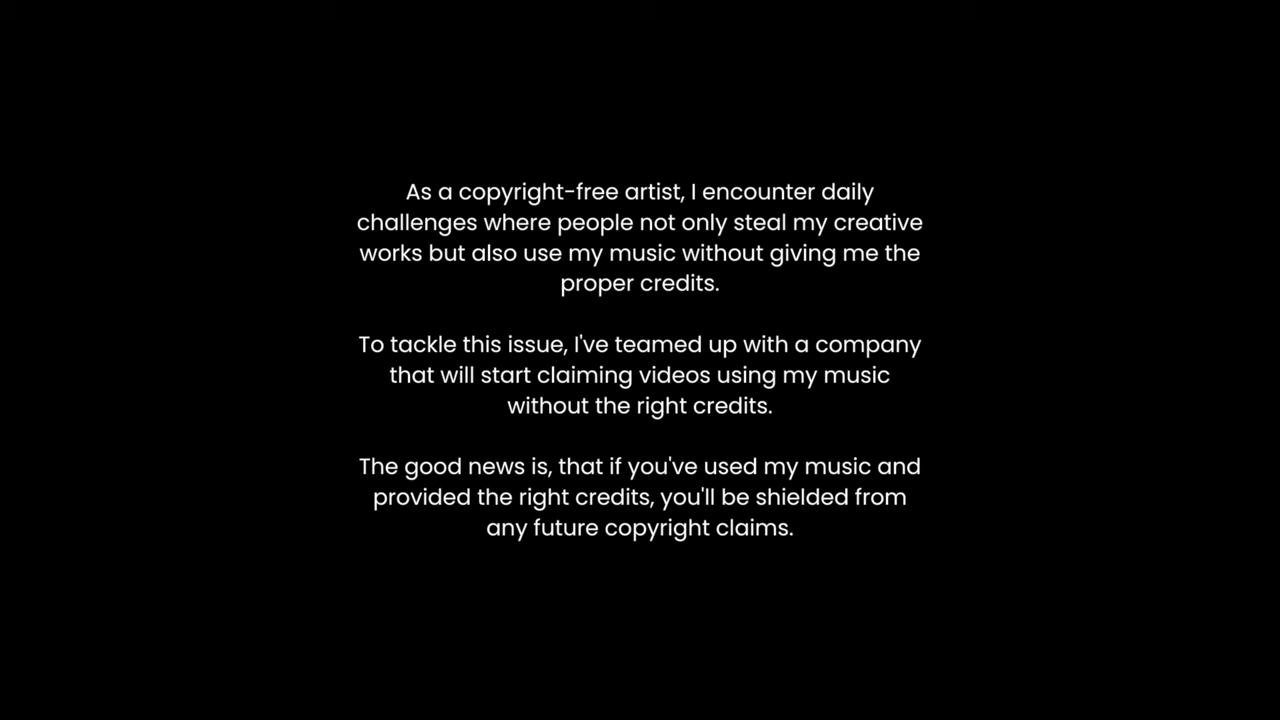 As a copyright-free artist, I encounter daily
challenges where people not only steal my creative
works but also use my music without giving me the
proper credits.
To tackle this issue, I've teamed up with a company
that will start claiming videos using my music
without the right credits.
The good news is, that if you've used my music and
provided the right credits, you'll be shielded from
any future copyright claims.